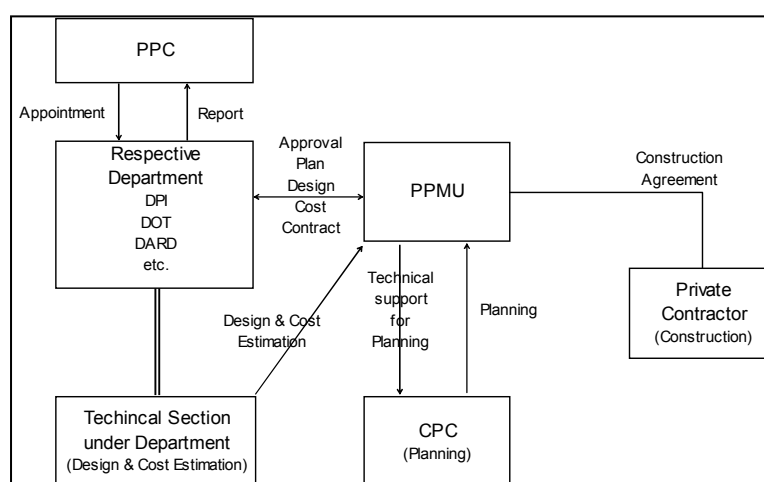 PPC
Appointment
Report
Respective
Department
DPI
DOT
DARD
etc.
Approval
Plan
Design
Cost
Contract
PPMU
Construction
Agreement
Private
Contractor
(Construction)
Design & Cost
Estimation
Technical
support
for
Planning
Planning
Techincal Section
under Department
(Design & Cost Estimation)
CPC
(Planning)